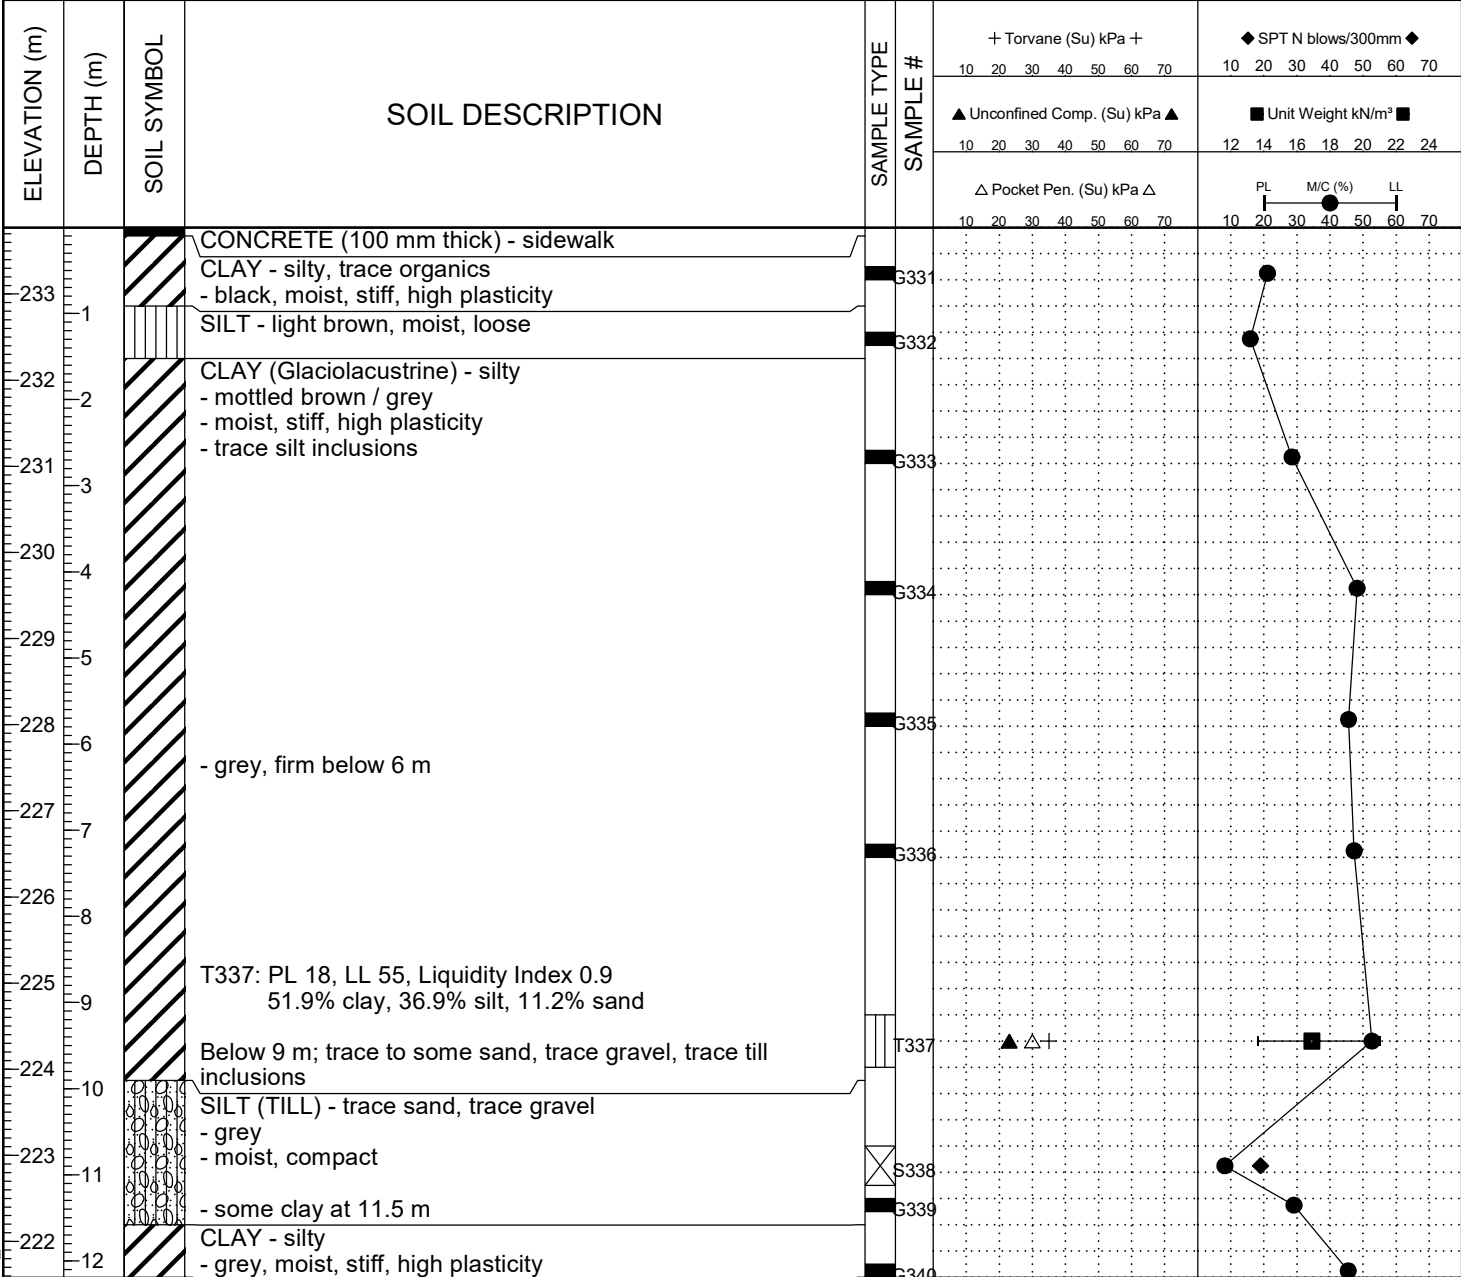 ELEVATION (m)
DEPTH (m)
SOIL SYMBOL
SOIL DESCRIPTION
SAMPLE TYPE
SAMPLE #
+ Torvane (Su) kPa +
10 20 30 40 50 60 70
▲ Unconfined Comp. (Su) kPa ▲
10 20 30 40 50 60 70
△ Pocket Pen. (Su) kPa △
10 20 30 40 50 60 70
◆ SPT N blows/300mm ◆
10 20 30 40 50 60 70
■ Unit Weight kN/m³ ■
12 14 16 18 20 22 24
PL M/C (%) LL
10 20 30 40 50 60 70
CONCRETE (100 mm thick) - sidewalk
CLAY - silty, trace organics
G331
233
- black, moist, stiff, high plasticity
1
SILT - light brown, moist, loose
G332
CLAY (Glaciolacustrine) - silty
232
- mottled brown / grey
2
- moist, stiff, high plasticity
- trace silt inclusions
G333
231
3
230
4
G334
229
5
228
G335
6
- grey, firm below 6 m
227
7
G336
226
8
T337: PL 18, LL 55, Liquidity Index 0.9
225
51.9% clay, 36.9% silt, 11.2% sand
9
T337
Below 9 m; trace to some sand, trace gravel, trace till
224
inclusions
10
SILT (TILL) - trace sand, trace gravel
- grey
223
- moist, compact
S338
11
- some clay at 11.5 m
G339
CLAY - silty
222
- grey, moist, stiff, high plasticity
12
G340